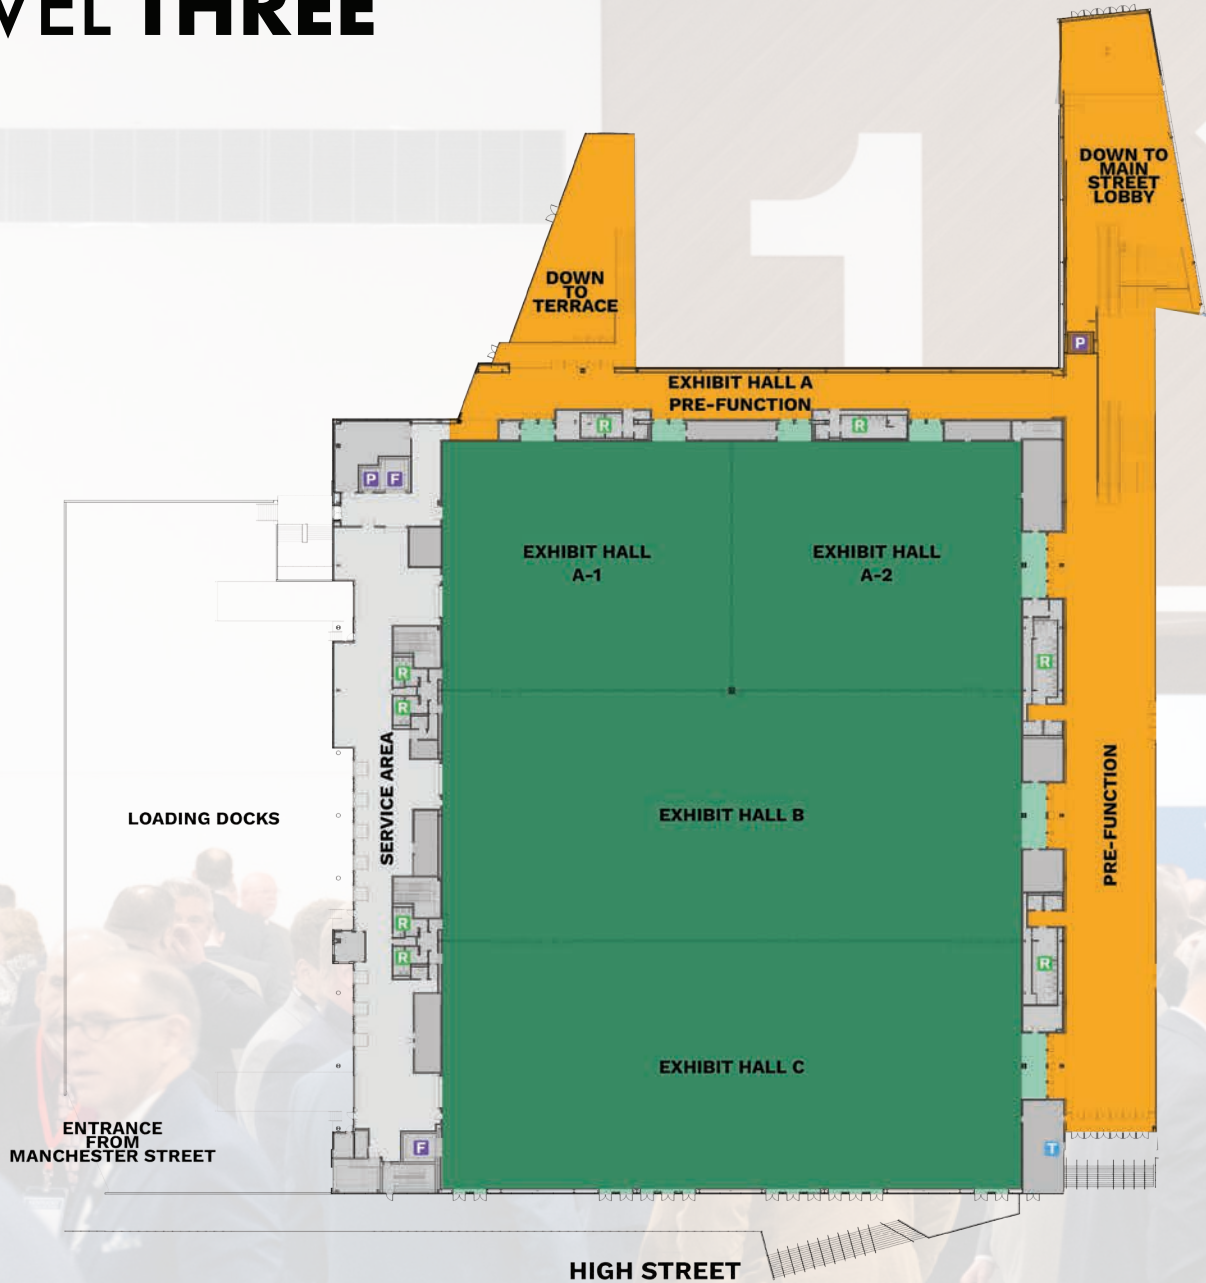 VEL THREE
DOWN TO
MAIN
STREET
LOBBY
DOWN
TO
TERRACE
P
EXHIBIT HALL A
PRE-FUNCTION
R
R
P
F
EXHIBIT HALL
A-1
EXHIBIT HALL
A-2
R
R
R
SERVICE AREA
LOADING DOCKS
EXHIBIT HALL B
PRE-FUNCTION
R
R
R
EXHIBIT HALL C
ENTRANCE
FROM
MANCHESTER STREET
F
T
HIGH STREET
1